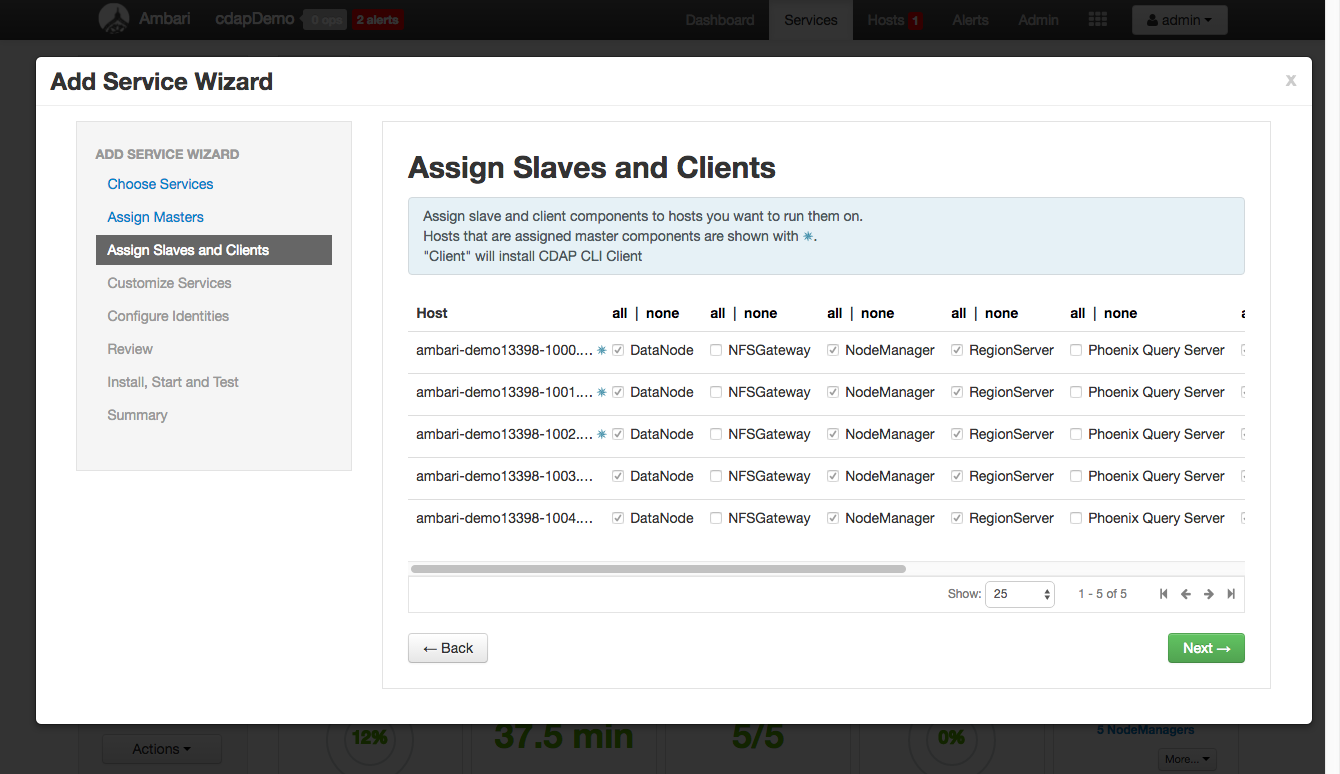 Ambari cdapDemo 0 ops 2 alerts Dashboard Services Hosts 1 Alerts Admin admin
Add Service Wizard x
ADD SERVICE WIZARD
Choose Services
Assign Masters
Assign Slaves and Clients
Customize Services
Configure Identities
Review
Install, Start and Test
Summary
Assign Slaves and Clients
Assign slave and client components to hosts you want to run them on.
Hosts that are assigned master components are shown with ✵.
"Client" will install CDAP CLI Client
Host all | none all | none all | none all | none all | none
ambari-demo13398-1000.... ✵ DataNode NFSGateway NodeManager RegionServer Phoenix Query Server
ambari-demo13398-1001.... ✵ DataNode NFSGateway NodeManager RegionServer Phoenix Query Server
ambari-demo13398-1002.... ✵ DataNode NFSGateway NodeManager RegionServer Phoenix Query Server
ambari-demo13398-1003.... DataNode NFSGateway NodeManager RegionServer Phoenix Query Server
ambari-demo13398-1004.... DataNode NFSGateway NodeManager RegionServer Phoenix Query Server
Show: 25 1 - 5 of 5
← Back Next →
Actions 12% 37.5 min 5/5 0% 5 NodeManagers
More...